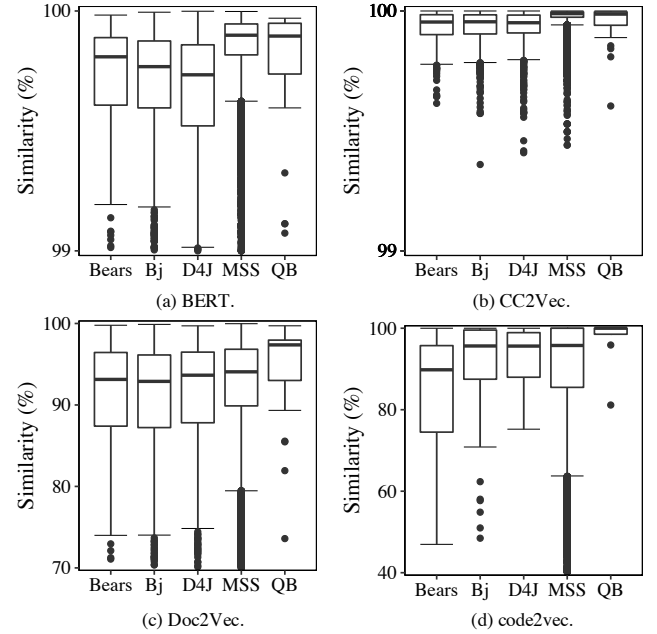 100
Similarity (%)
99
Bears Bj D4J MSS QB
(a) BERT.
100
Similarity (%)
99
Bears Bj D4J MSS QB
(b) CC2Vec.
100
90
Similarity (%)
80
70
Bears Bj D4J MSS QB
(c) Doc2Vec.
100
80
Similarity (%)
60
40
Bears Bj D4J MSS QB
(d) code2vec.